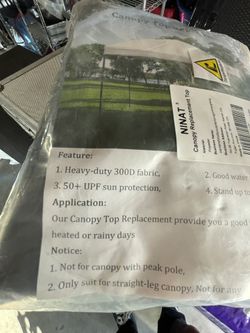 Canopy Top
NINAT
Canopy Replacement Top
Feature:
1. Heavy-duty 300D fabric,
2. Good water
3. 50+ UPF sun protection,
4. Stand up to
Application:
Our Canopy Top Replacement provide you a good
heated or rainy days
Notice:
1. Not for canopy with peak pole,
2. Only suit for straight-leg canopy, Not for any